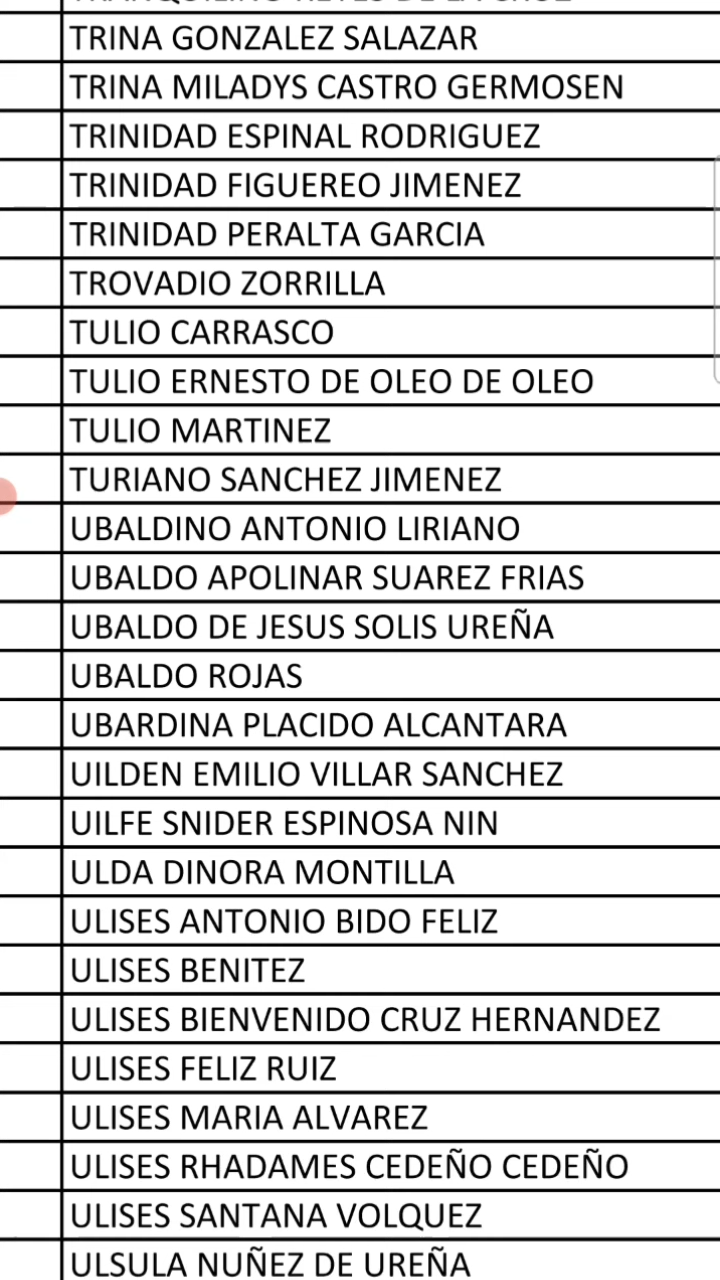 TRINA GONZALEZ SALAZAR
TRINA MILADYS CASTRO GERMOSEN
TRINIDAD ESPINAL RODRIGUEZ
TRINIDAD FIGUEREO JIMENEZ
TRINIDAD PERALTA GARCIA
TROVADIO ZORRILLA
TULIO CARRASCO
TULIO ERNESTO DE OLEO DE OLEO
TULIO MARTINEZ
TURIANO SANCHEZ JIMENEZ
UBALDINO ANTONIO LIRIANO
UBALDO APOLINAR SUAREZ FRIAS
UBALDO DE JESUS SOLIS UREÑA
UBALDO ROJAS
UBARDINA PLACIDO ALCANTARA
UILDEN EMILIO VILLAR SANCHEZ
UILFE SNIDER ESPINOSA NIN
ULDA DINORA MONTILLA
ULISES ANTONIO BIDO FELIZ
ULISES BENITEZ
ULISES BIENVENIDO CRUZ HERNANDEZ
ULISES FELIZ RUIZ
ULISES MARIA ALVAREZ
ULISES RHADAMES CEDEÑO CEDEÑO
ULISES SANTANA VOLQUEZ
ULSULA NUÑEZ DE UREÑA